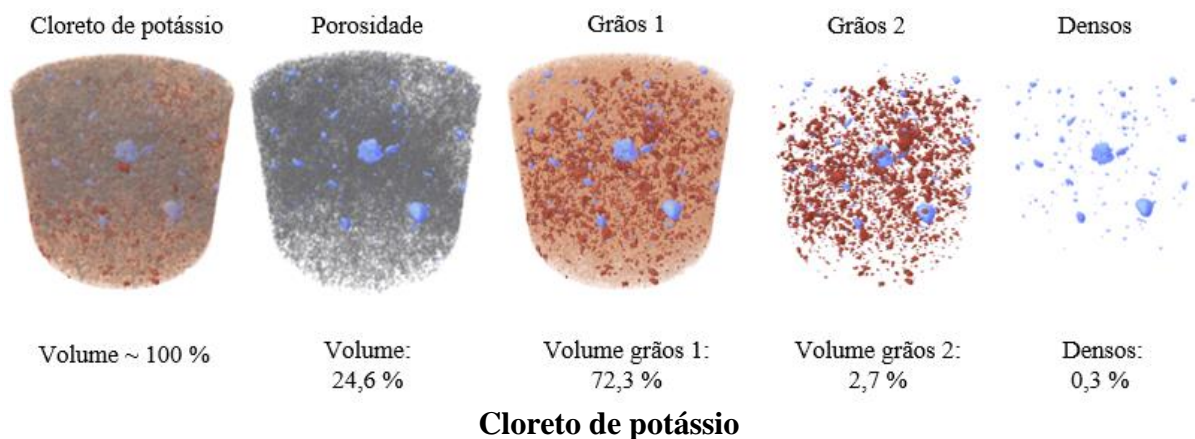 Cloreto de potássio
Porosidade
Grãos 1
Grãos 2
Densos
Volume ~ 100 %
Volume:
24,6 %
Volume grãos 1:
72,3 %
Volume grãos 2:
2,7 %
Densos:
0,3 %
Cloreto de potássio